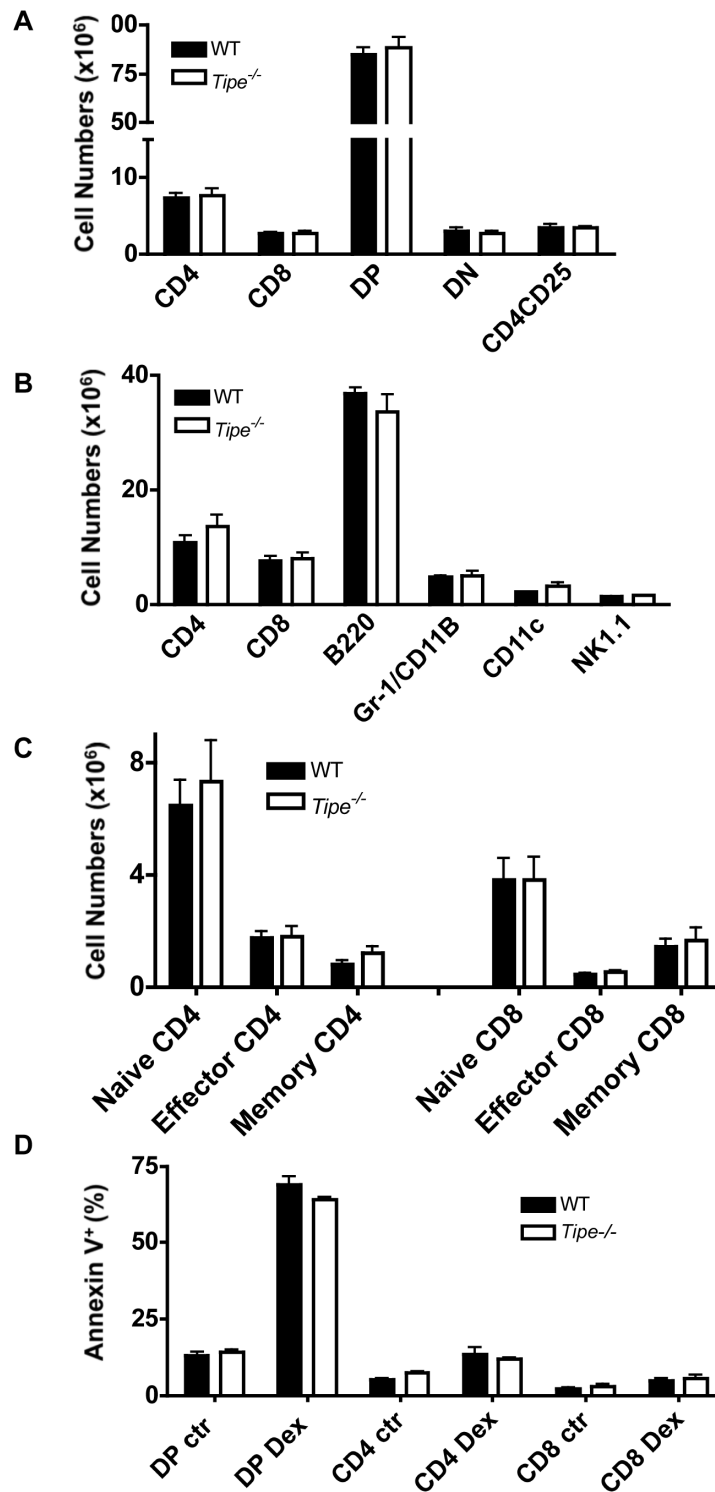 A
Cell Numbers (x10⁶)
00
75
50
10
0
WT
Tipe⁻/⁻
CD4
CD8
DP
DN
CD4CD25
B
Cell Numbers (x10⁶)
40
20
0
WT
Tipe⁻/⁻
CD4
CD8
B220
Gr-1/CD11B
CD11c
NK1.1
C
Cell Numbers (x10⁶)
8
4
0
WT
Tipe⁻/⁻
Naive CD4
Effector CD4
Memory CD4
Naive CD8
Effector CD8
Memory CD8
D
Annexin V⁺ (%)
75
50
25
0
WT
Tipe-/-
DP ctr
DP Dex
CD4 ctr
CD4 Dex
CD8 ctr
CD8 Dex